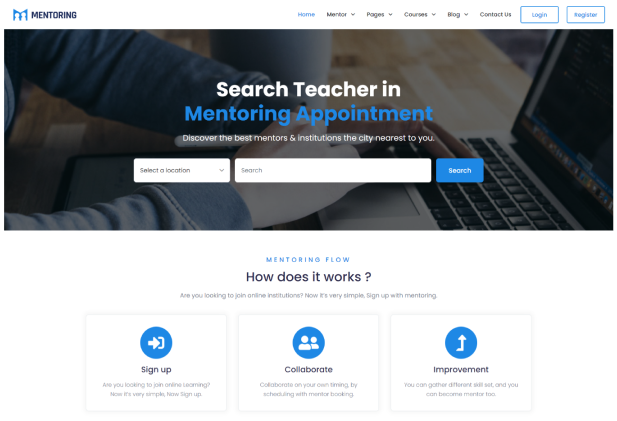 MENTORING
Home Mentor Pages Courses Blog Contact Us Login Register
Search Teacher in
Mentoring Appointment
Discover the best mentors & institutions the city nearest to you.
Select a location Search Search
MENTORING FLOW
How does it works ?
Are you looking to join online institutions? Now it's very simple, Sign up with mentoring.
Sign up
Are you looking to join online Learning?
Now it's very simple, Now Sign up.
Collaborate
Collaborate on your own timing, by
scheduling with mentor booking.
Improvement
You can gather different skill set, and you
can become mentor too.